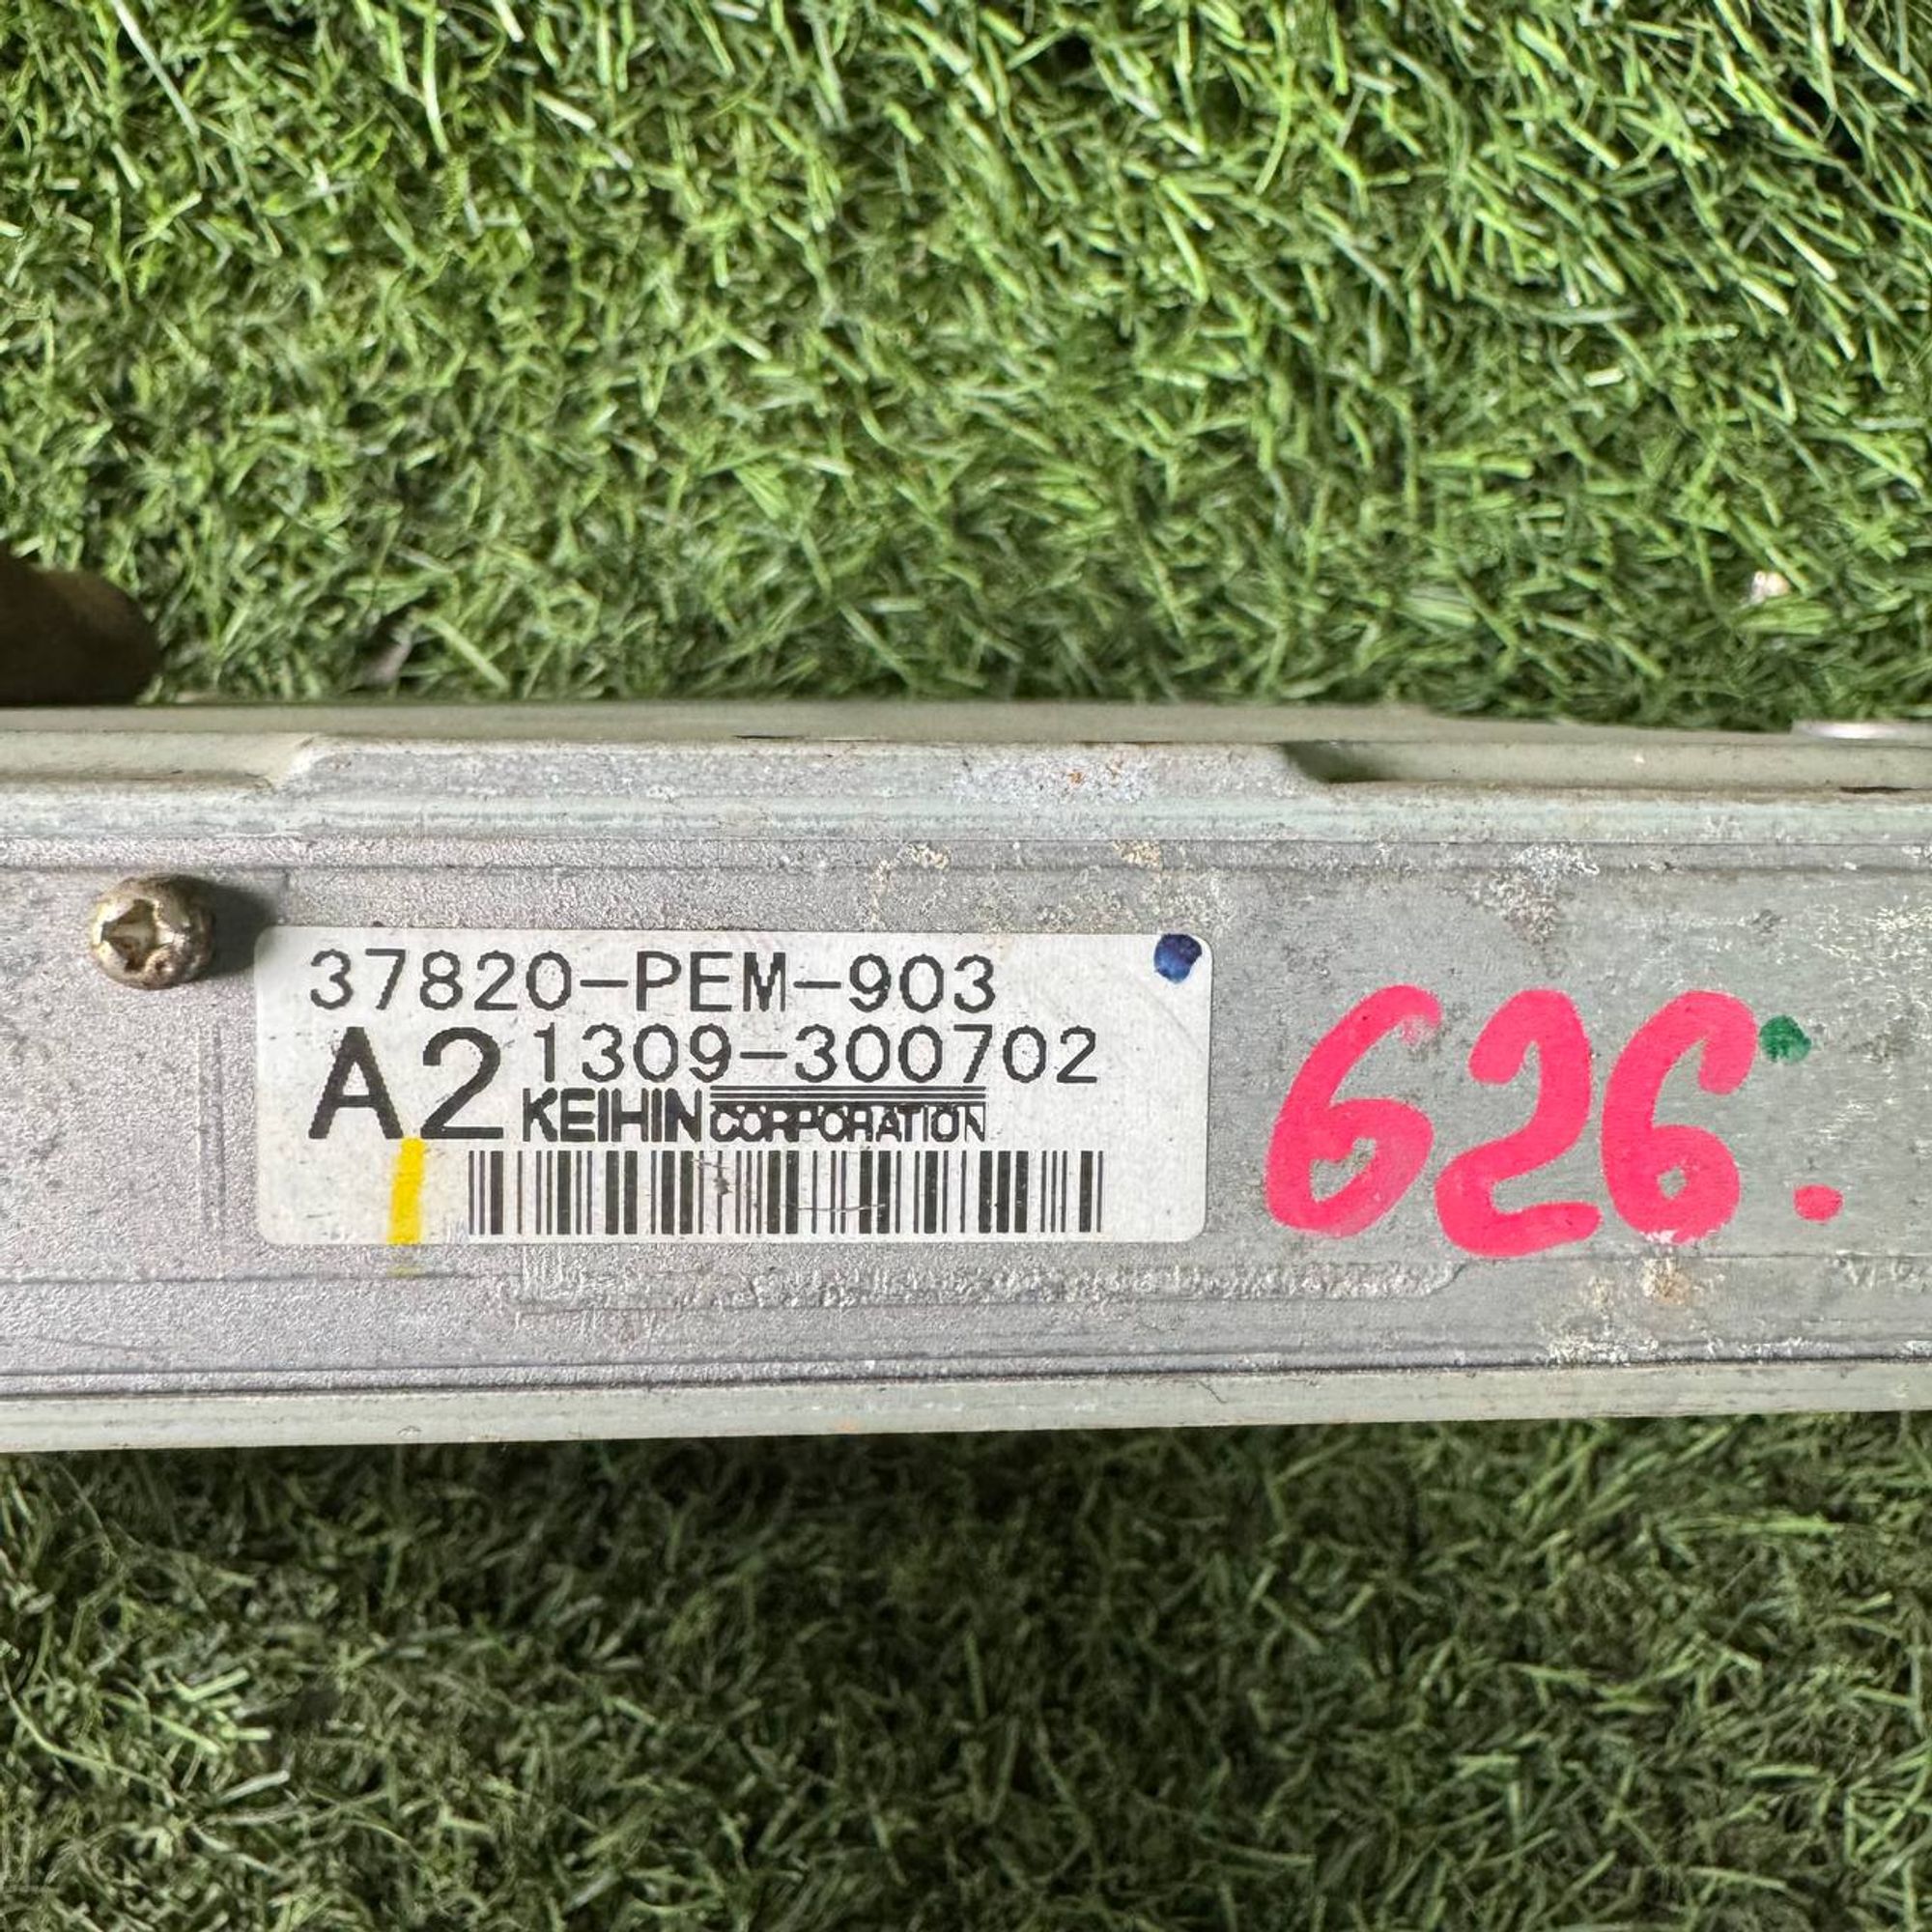 37820-PEM-903
A2 1309-300702
KEIHIN CORPORATION
626.